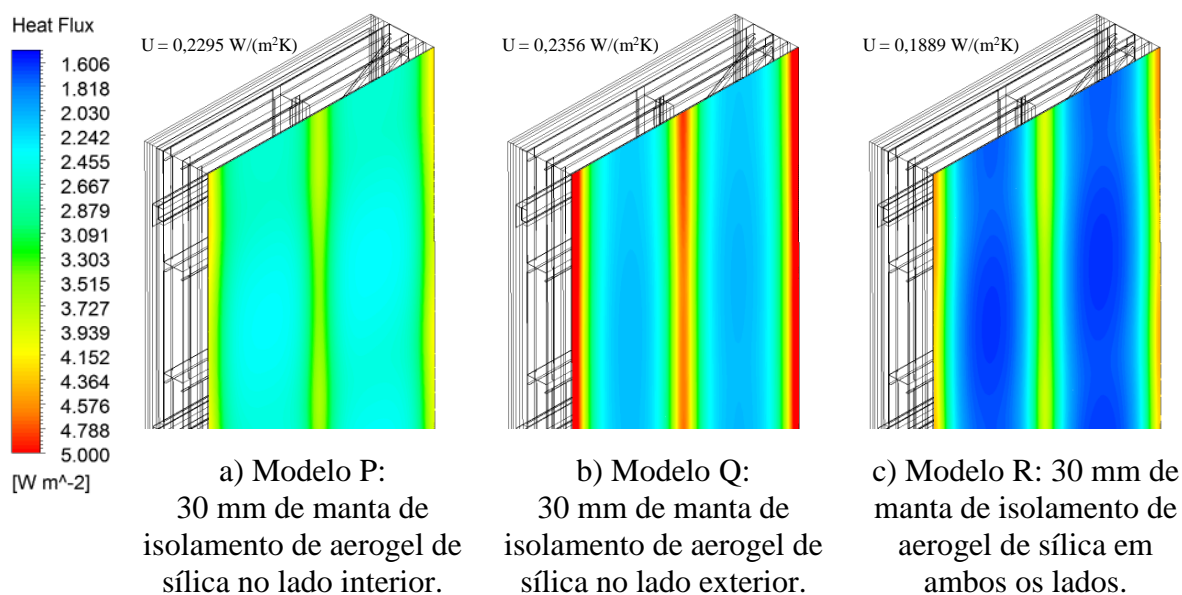 Heat Flux
1.606
1.818
2.030
2.242
2.455
2.667
2.879
3.091
3.303
3.515
3.727
3.939
4.152
4.364
4.576
4.788
5.000
[W m^-2]
U = 0,2295 W/(m²K)
a) Modelo P:
30 mm de manta de
isolamento de aerogel de
sílica no lado interior.
U = 0,2356 W/(m²K)
b) Modelo Q:
30 mm de manta de
isolamento de aerogel de
sílica no lado exterior.
U = 0,1889 W/(m²K)
c) Modelo R: 30 mm de
manta de isolamento de
aerogel de sílica em
ambos os lados.